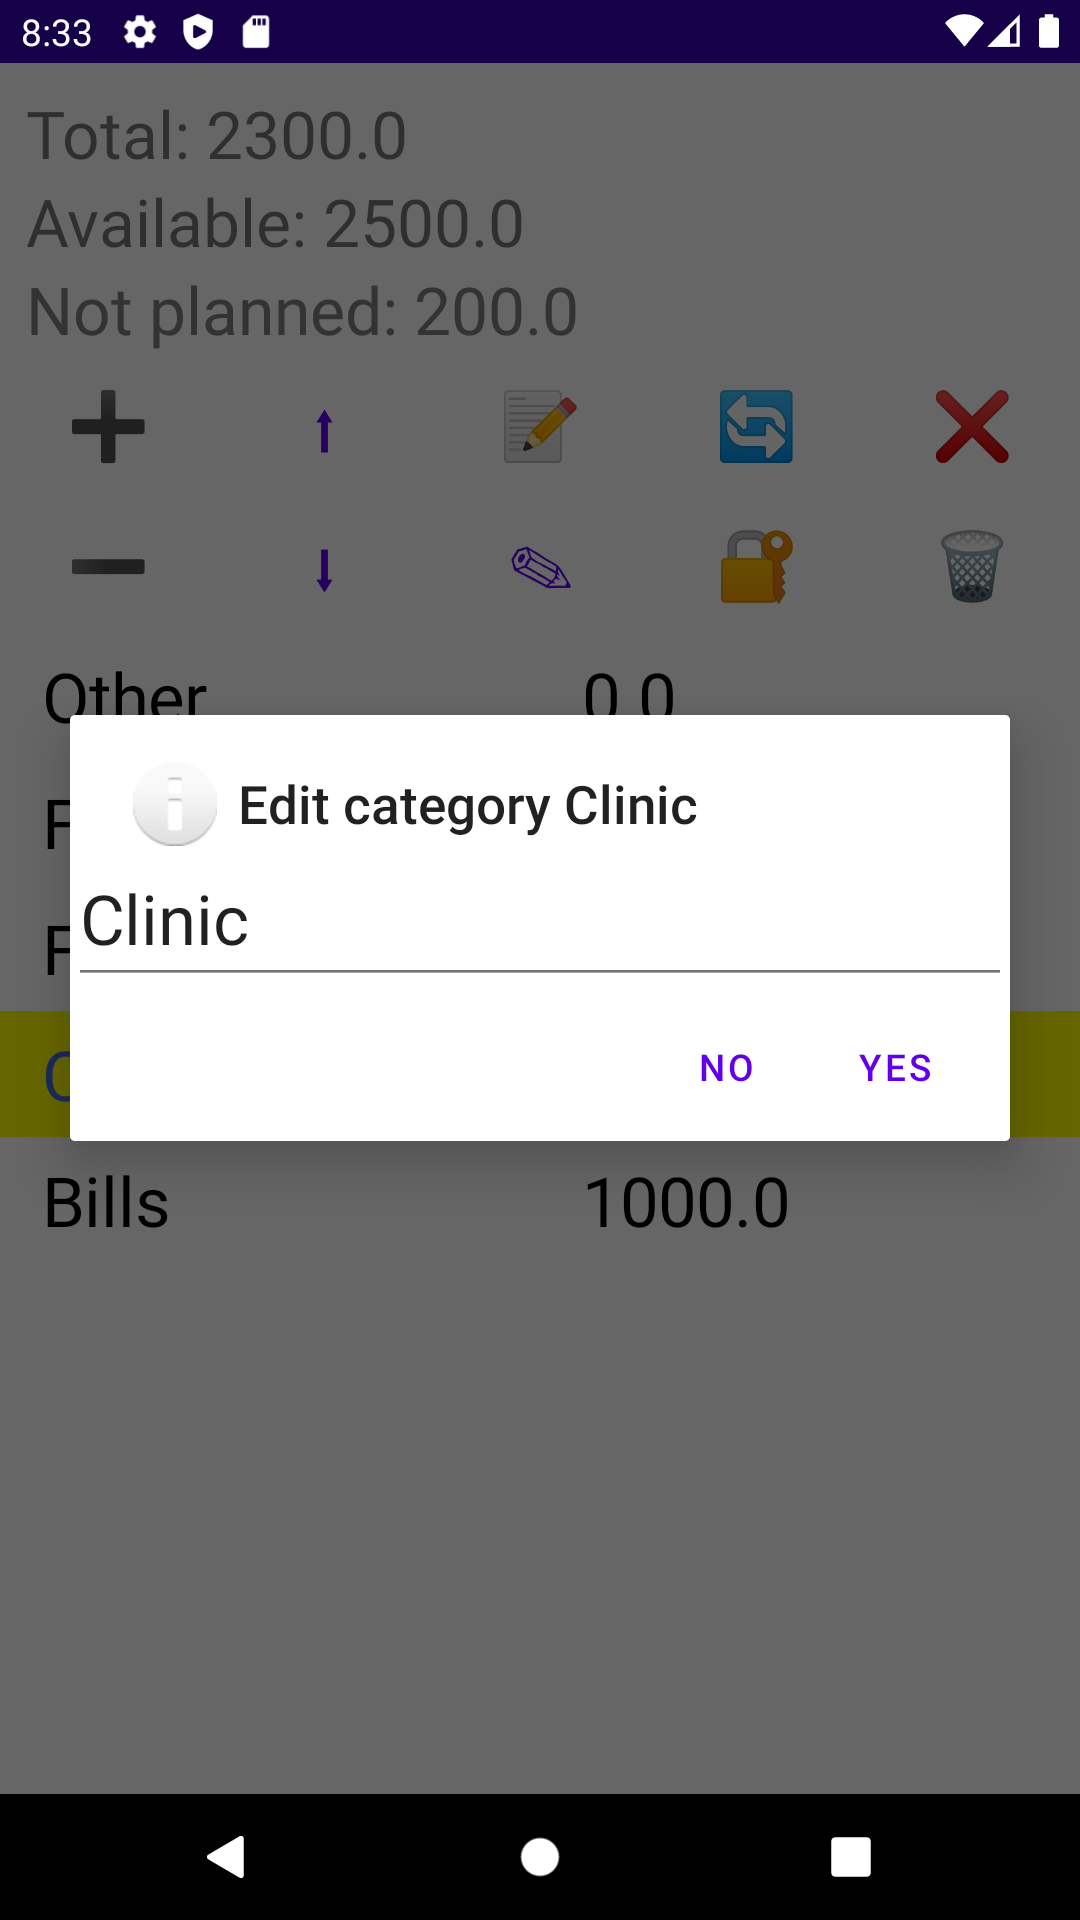 8:33
Total: 2300.0
Available: 2500.0
Not planned: 200.0
Other 0.0
Edit category Clinic
Clinic
NO YES
Bills 1000.0